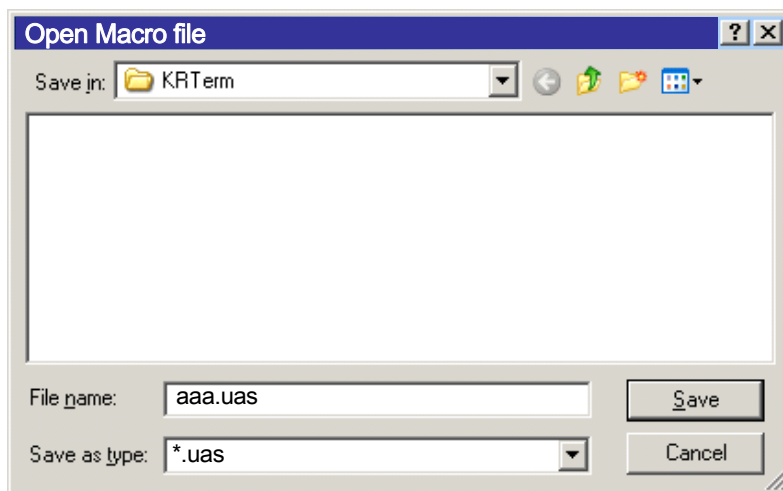 Open Macro file
Save in: KRTerm
File name: aaa.uas
Save
Save as type: *.uas
Cancel